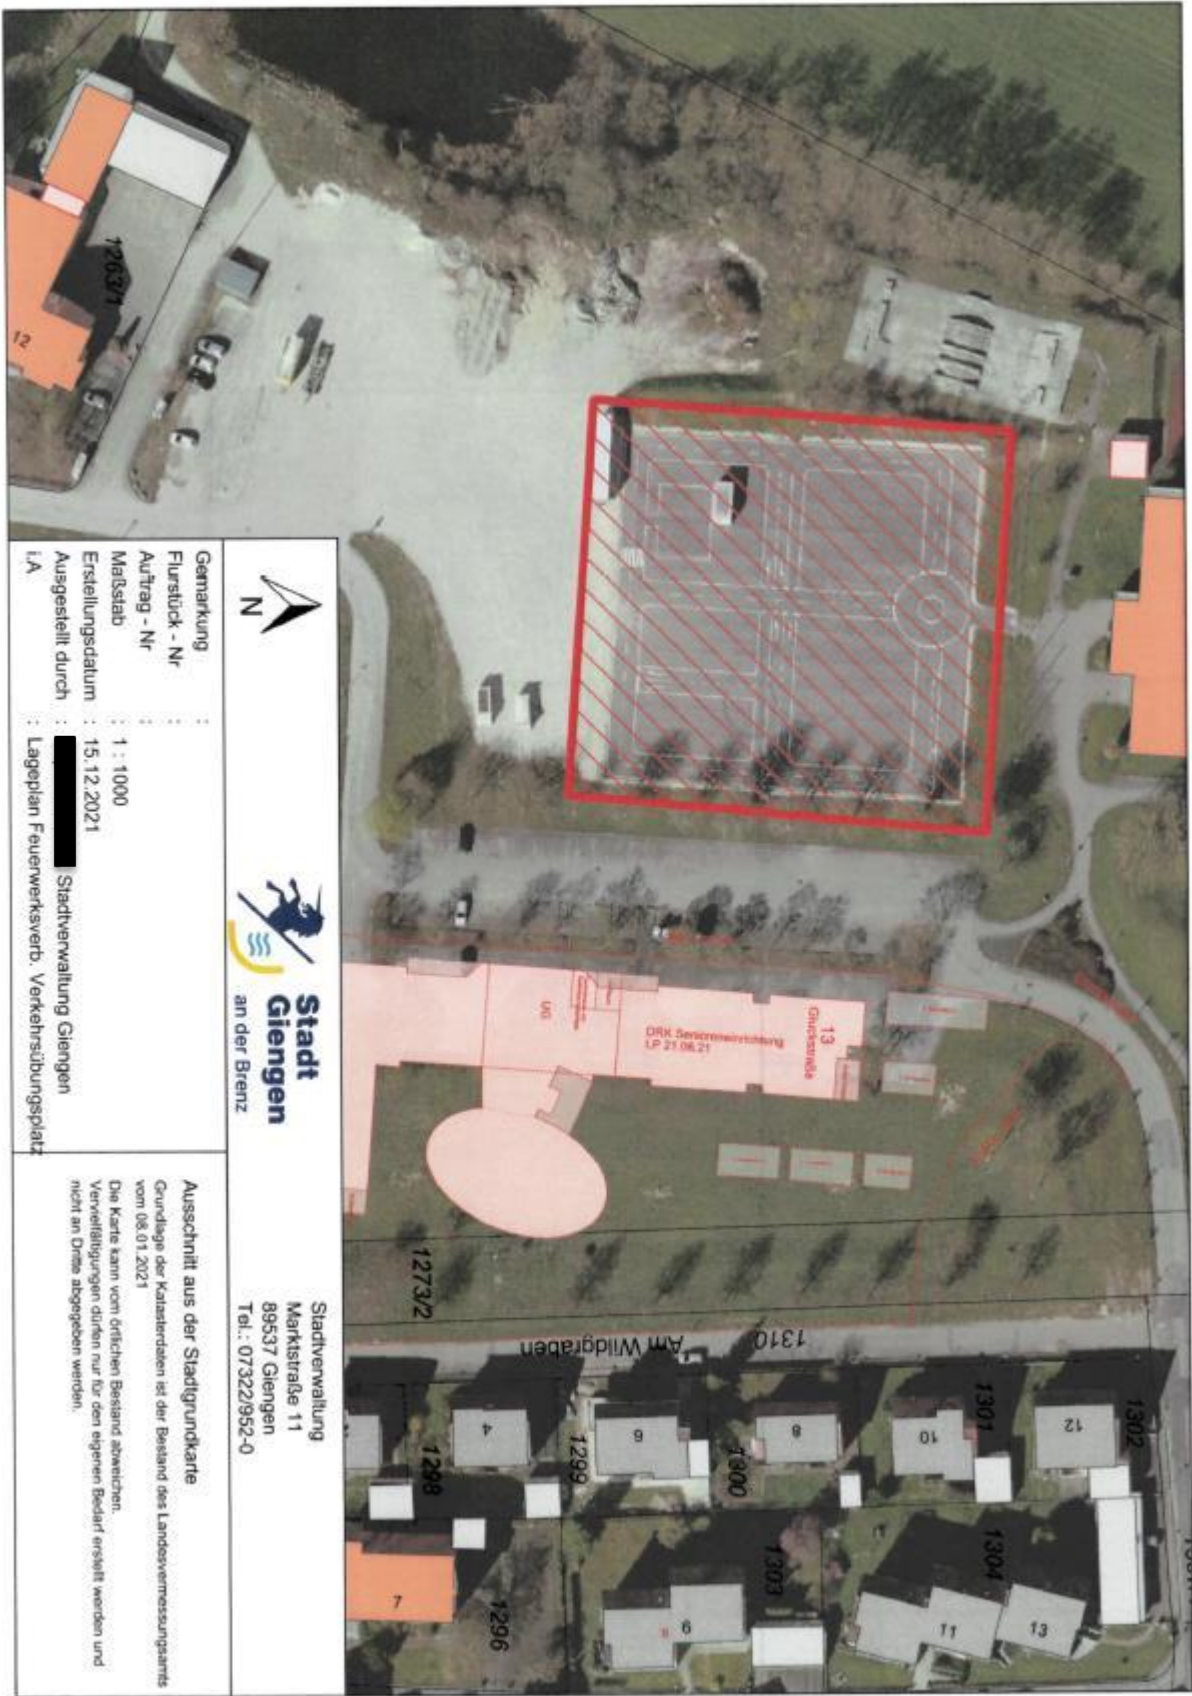 1263/1
12
13
Gluckstraße
DRK Senioreneinrichtung
LP 21.06.21
UG
1273/2
Am Wildgraben
1310
12
1302
10
1301
8
1300
6
1299
4
1298
13
11
1304
9
1303
7
1296
N
Stadt
Giengen
an der Brenz
Stadtverwaltung
Marktstraße 11
89537 Giengen
Tel.: 07322/952-0
Gemarkung :
Flurstück - Nr :
Auftrag - Nr :
Maßstab : 1 : 1000
Erstellungsdatum : 15.12.2021
Ausgestellt durch : Stadtverwaltung Giengen
i.A : Lageplan Feuerwerksverb. Verkehrsübungsplatz
Ausschnitt aus der Stadtgrundkarte
Grundlage der Katasterdaten ist der Bestand des Landesvermessungsamts
vom 08.01.2021
Die Karte kann vom örtlichen Bestand abweichen.
Vervielfältigungen dürfen nur für den eigenen Bedarf erstellt werden und
nicht an Dritte abgegeben werden.